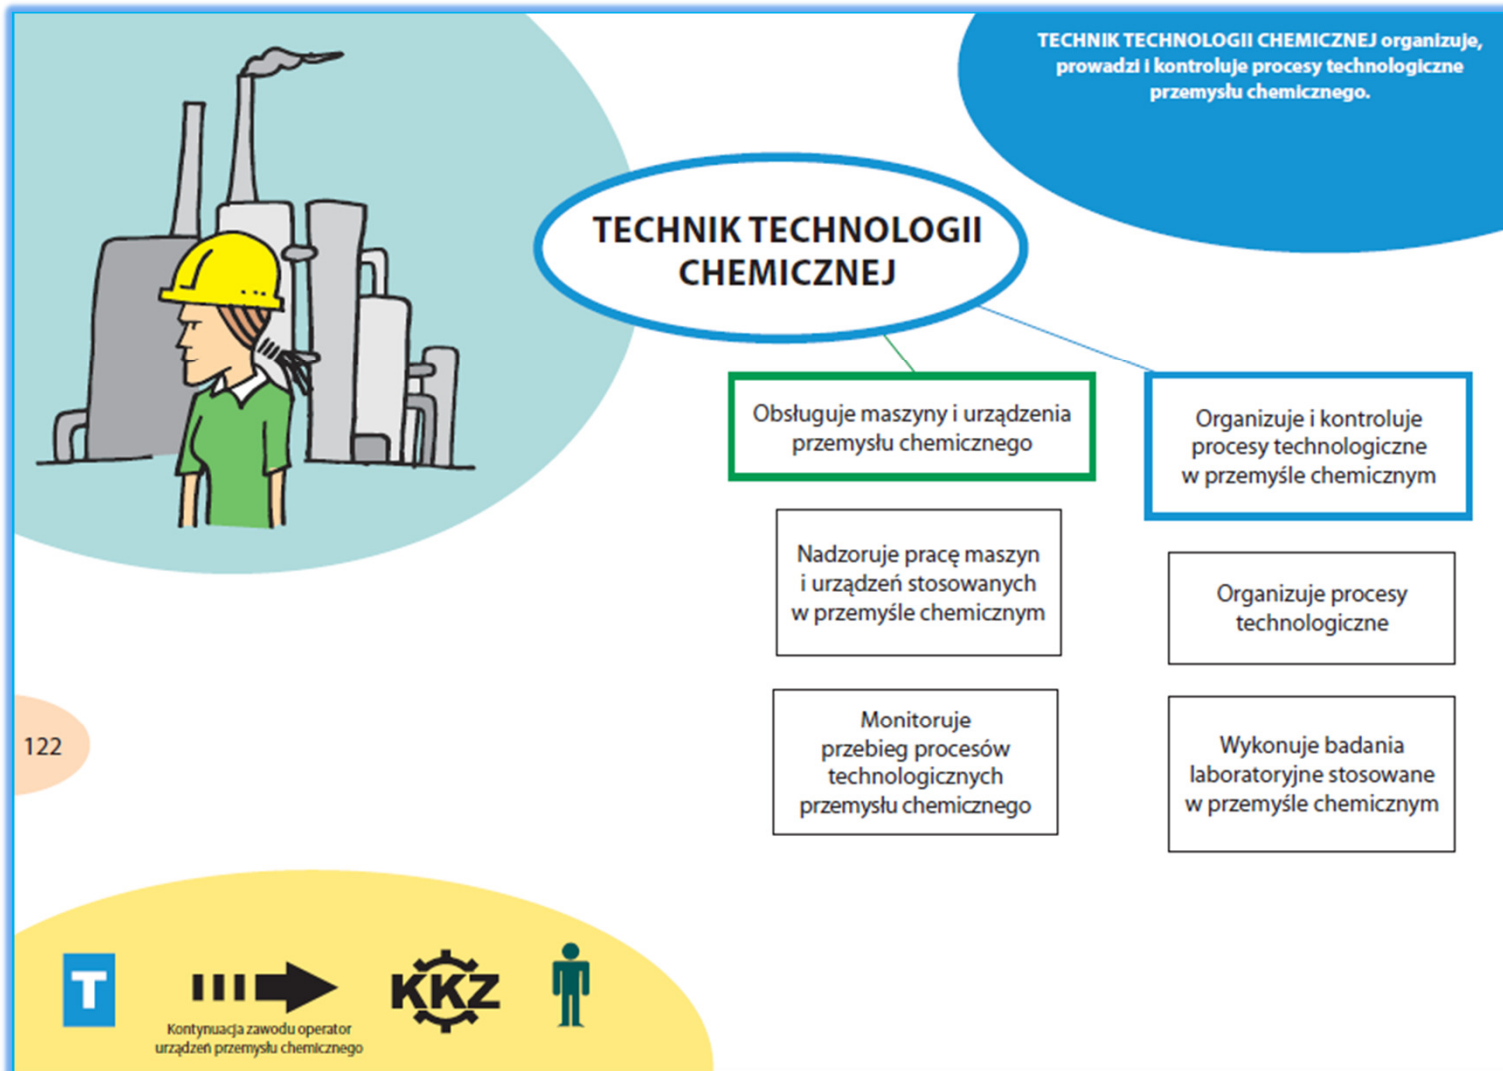 TECHNIK TECHNOLOGII CHEMICZNEJ organizuje,
prowadzi i kontroluje procesy technologiczne
przemysłu chemicznego.
TECHNIK TECHNOLOGII
CHEMICZNEJ
Obsługuje maszyny i urządzenia
przemysłu chemicznego
Nadzoruje pracę maszyn
i urządzeń stosowanych
w przemyśle chemicznym
Monitoruje
przebieg procesów
technologicznych
przemysłu chemicznego
Organizuje i kontroluje
procesy technologiczne
w przemyśle chemicznym
Organizuje procesy
technologiczne
Wykonuje badania
laboratoryjne stosowane
w przemyśle chemicznym
122
T
Kontynuacja zawodu operator
urządzeń przemysłu chemicznego
KKZ